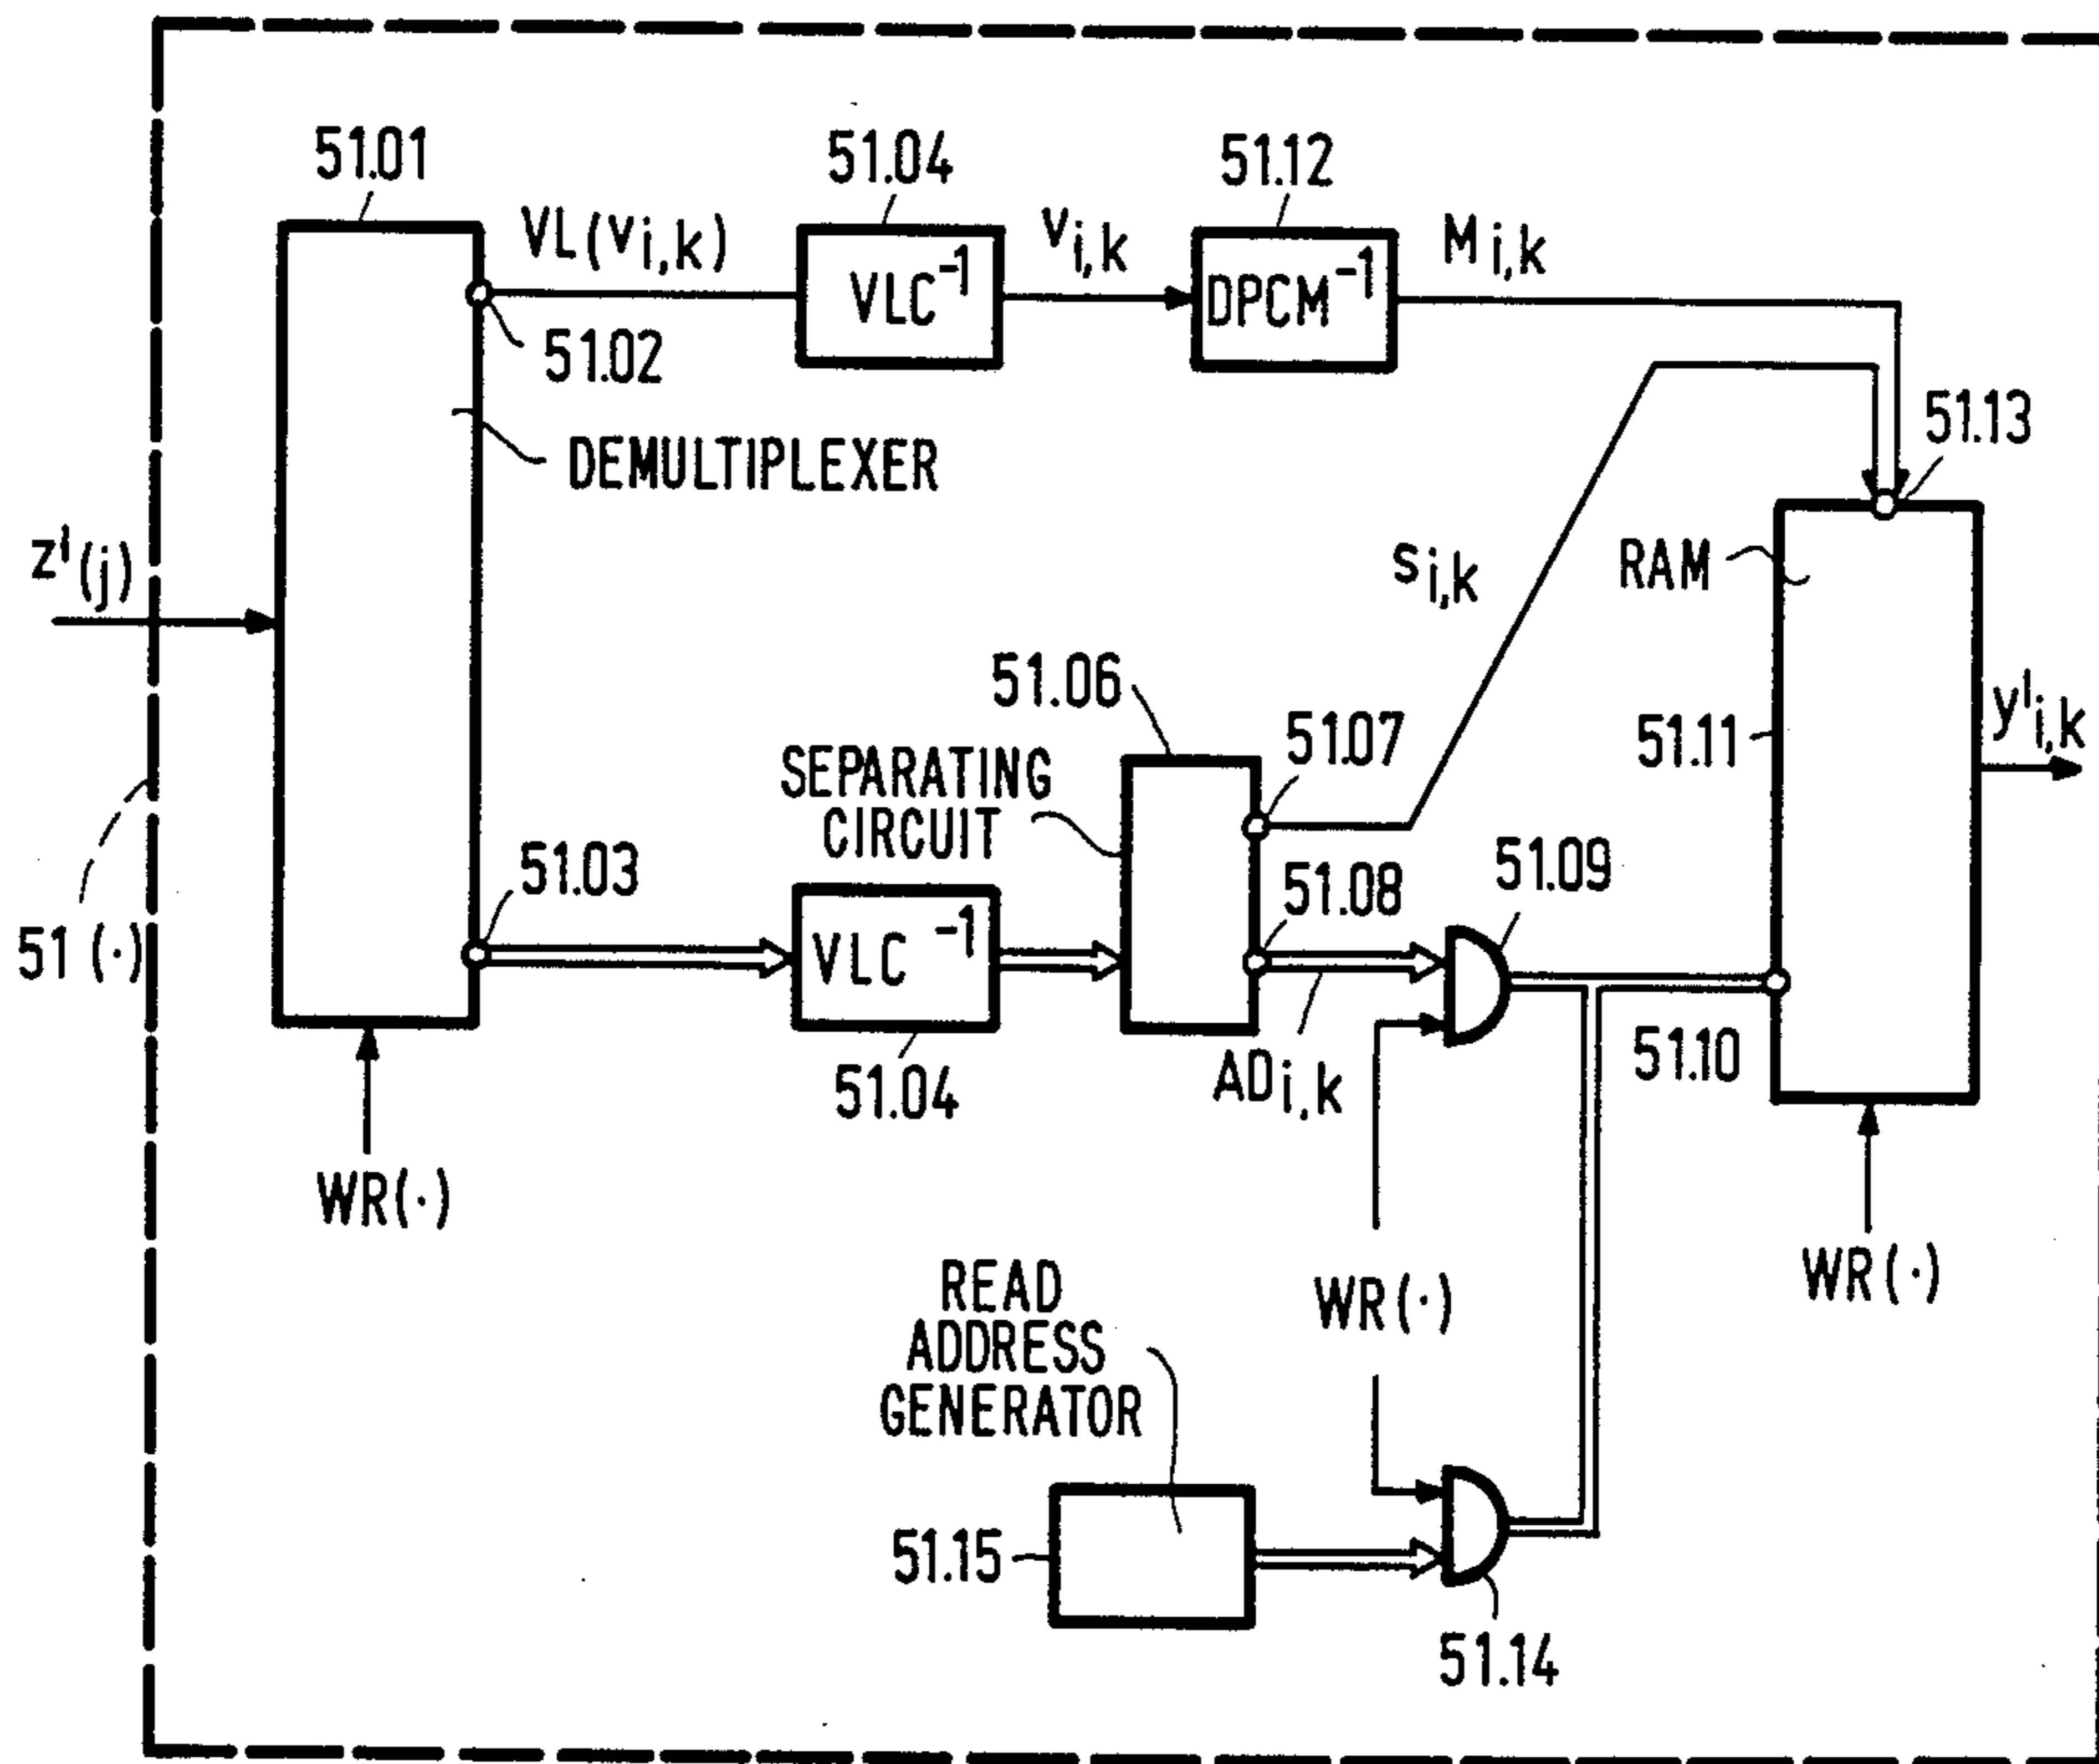 51.01
51.04
51.12
VL(vi,k)
vi,k
Mi,k
VLC-1
DPCM-1
51.02
51.13
DEMULTIPLEXER
z'(j)
si,k
RAM
51.06
51.07
y'i,k
51.11
SEPARATING
CIRCUIT
51.03
51.08
51.09
51(·)
VLC -1
51.10
ADi,k
51.04
WR(·)
WR(·)
WR(·)
READ
ADDRESS
GENERATOR
51.15
51.14